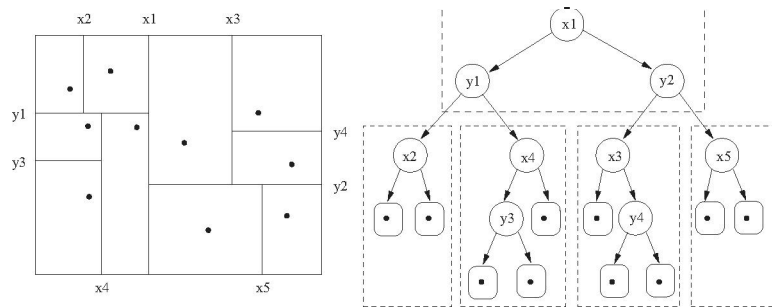 x2 x1 x3
y1
y3
y4
y2
x4 x5
x1
y1 y2
x2 x4 x3 x5
y3 y4